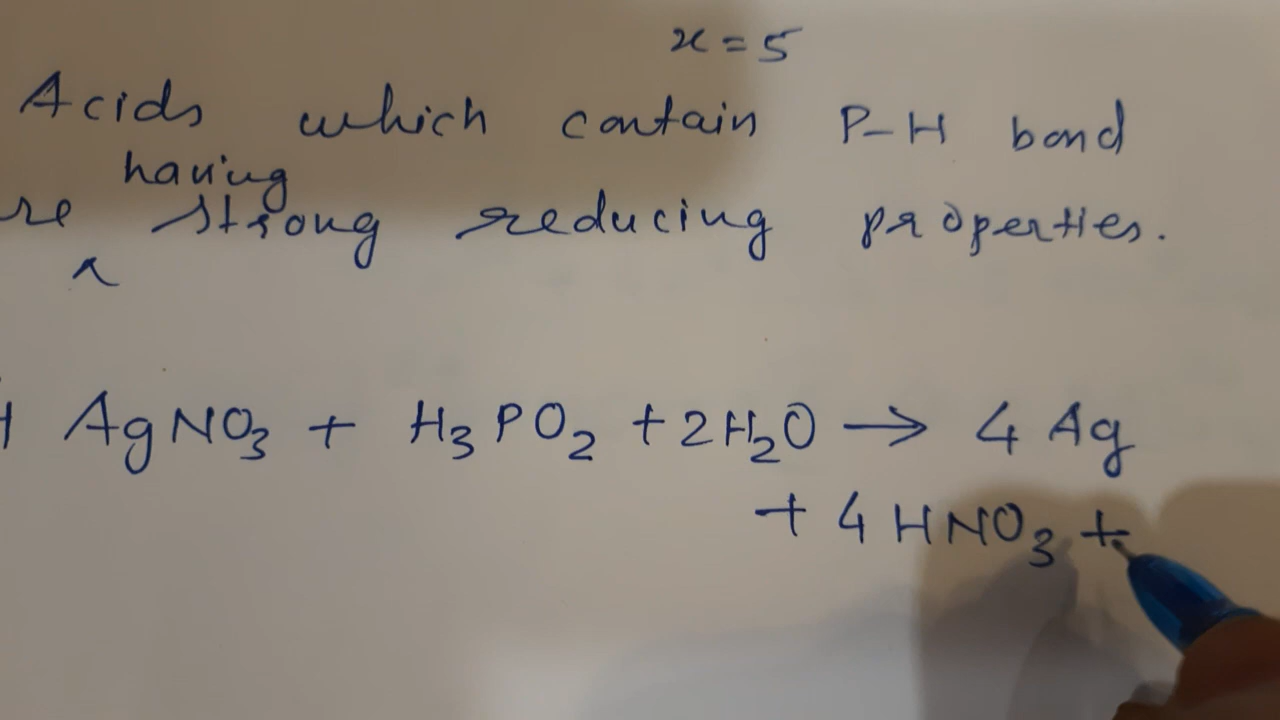 x = 5
Acids which contain P-H bond
having
re ^ strong reducing properties.
AgNO₃ + H₃PO₂ + 2H₂O → 4 Ag
+ 4 HNO₃ +